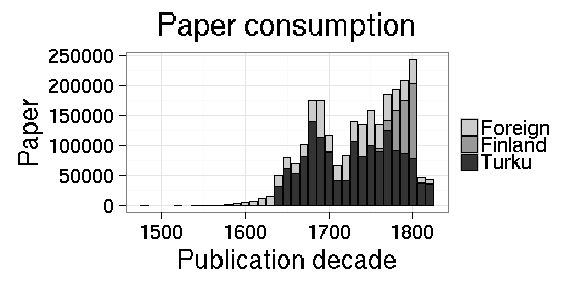 Paper consumption
250000
200000
150000
100000
50000
0
Paper
1500 1600 1700 1800
Publication decade
Foreign
Finland
Turku